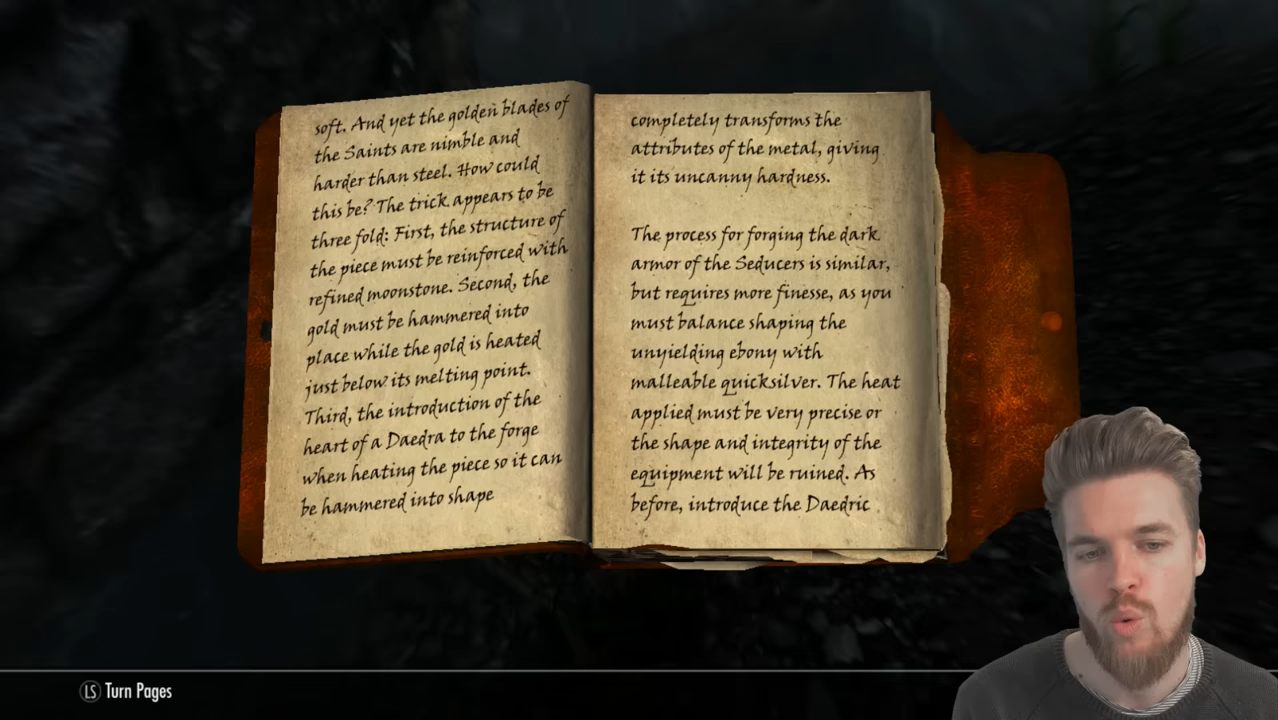 soft. And yet the golden blades of
the Saints are nimble and
harder than steel. How could
this be? The trick appears to be
three fold: First, the structure of
the piece must be reinforced with
refined moonstone. Second, the
gold must be hammered into
place while the gold is heated
just below its melting point.
Third, the introduction of the
heart of a Daedra to the forge
when heating the piece so it can
be hammered into shape
completely transforms the
attributes of the metal, giving
it its uncanny hardness.
The process for forging the dark
armor of the Seducers is similar,
but requires more finesse, as you
must balance shaping the
unyielding ebony with
malleable quicksilver. The heat
applied must be very precise or
the shape and integrity of the
equipment will be ruined. As
before, introduce the Daedric
LS Turn Pages